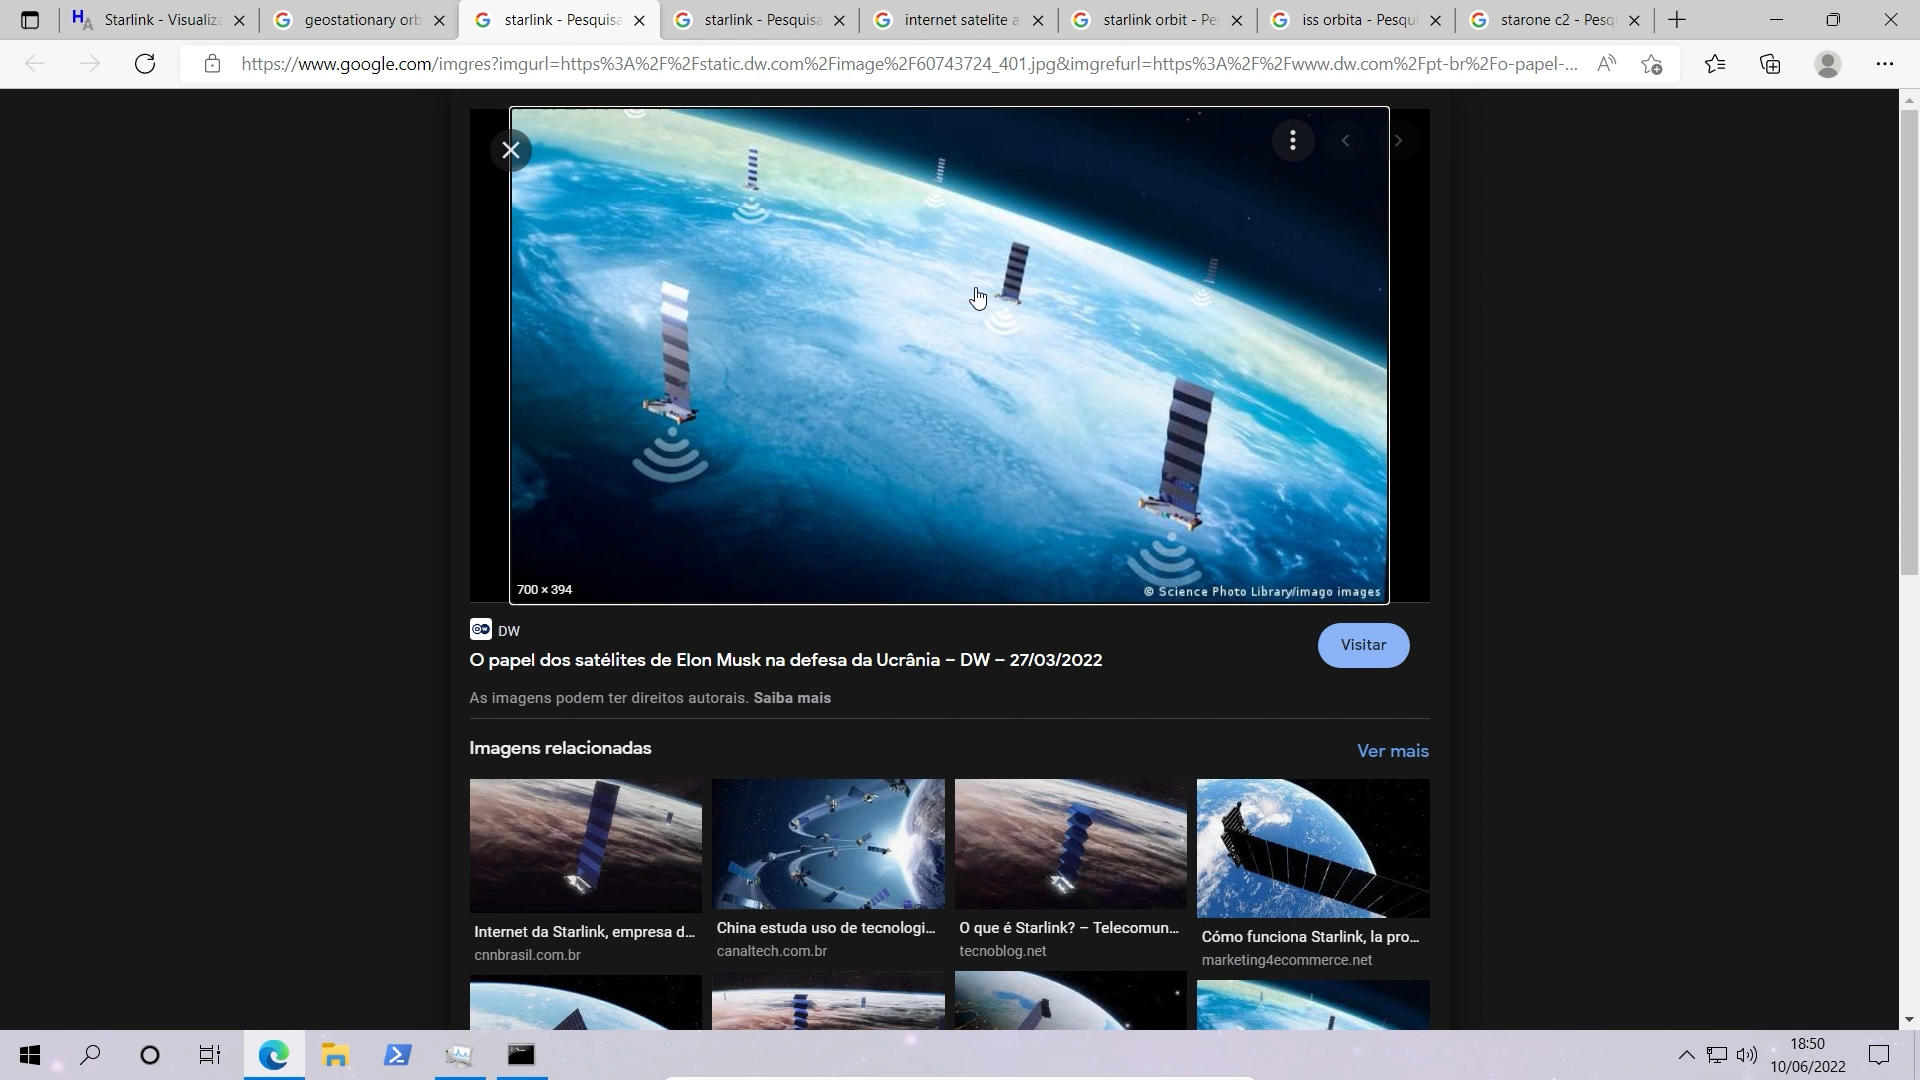 Starlink - Visualiza
geostationary orb
starlink - Pesquisa
starlink - Pesquisa
internet satelite a
starlink orbit - Pe
iss orbita - Pesqui
starone c2 - Pesq
https://www.google.com/imgres?imgurl=https%3A%2F%2Fstatic.dw.com%2Fimage%2F60743724_401.jpg&imgrefurl=https%3A%2F%2Fwww.dw.com%2Fpt-br%2Fo-papel-...
700 × 394
© Science Photo Library/imago images
DW
Visitar
O papel dos satélites de Elon Musk na defesa da Ucrânia – DW – 27/03/2022
As imagens podem ter direitos autorais. Saiba mais
Imagens relacionadas
Ver mais
Internet da Starlink, empresa d...
cnnbrasil.com.br
China estuda uso de tecnologi...
canaltech.com.br
O que é Starlink? – Telecomun...
tecnoblog.net
Cómo funciona Starlink, la pro...
marketing4ecommerce.net
18:50
10/06/2022